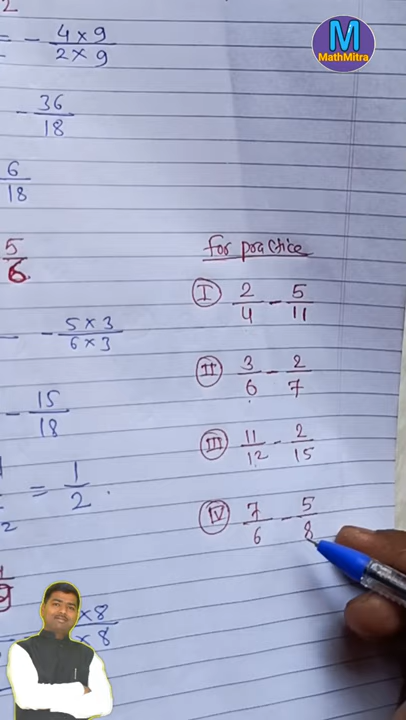 2
= - 4 × 9 / 2 × 9
M
MathMitra
- 36 / 18
6 / 18
5 / 6.
- 5 × 3 / 6 × 3
- 15 / 18
= 1 / 2 .
2
× 8 / × 8
For practice
I 2/4 - 5/11
II 3/6 - 2/7
III 11/12 - 2/15
IV 7/6 - 5/8